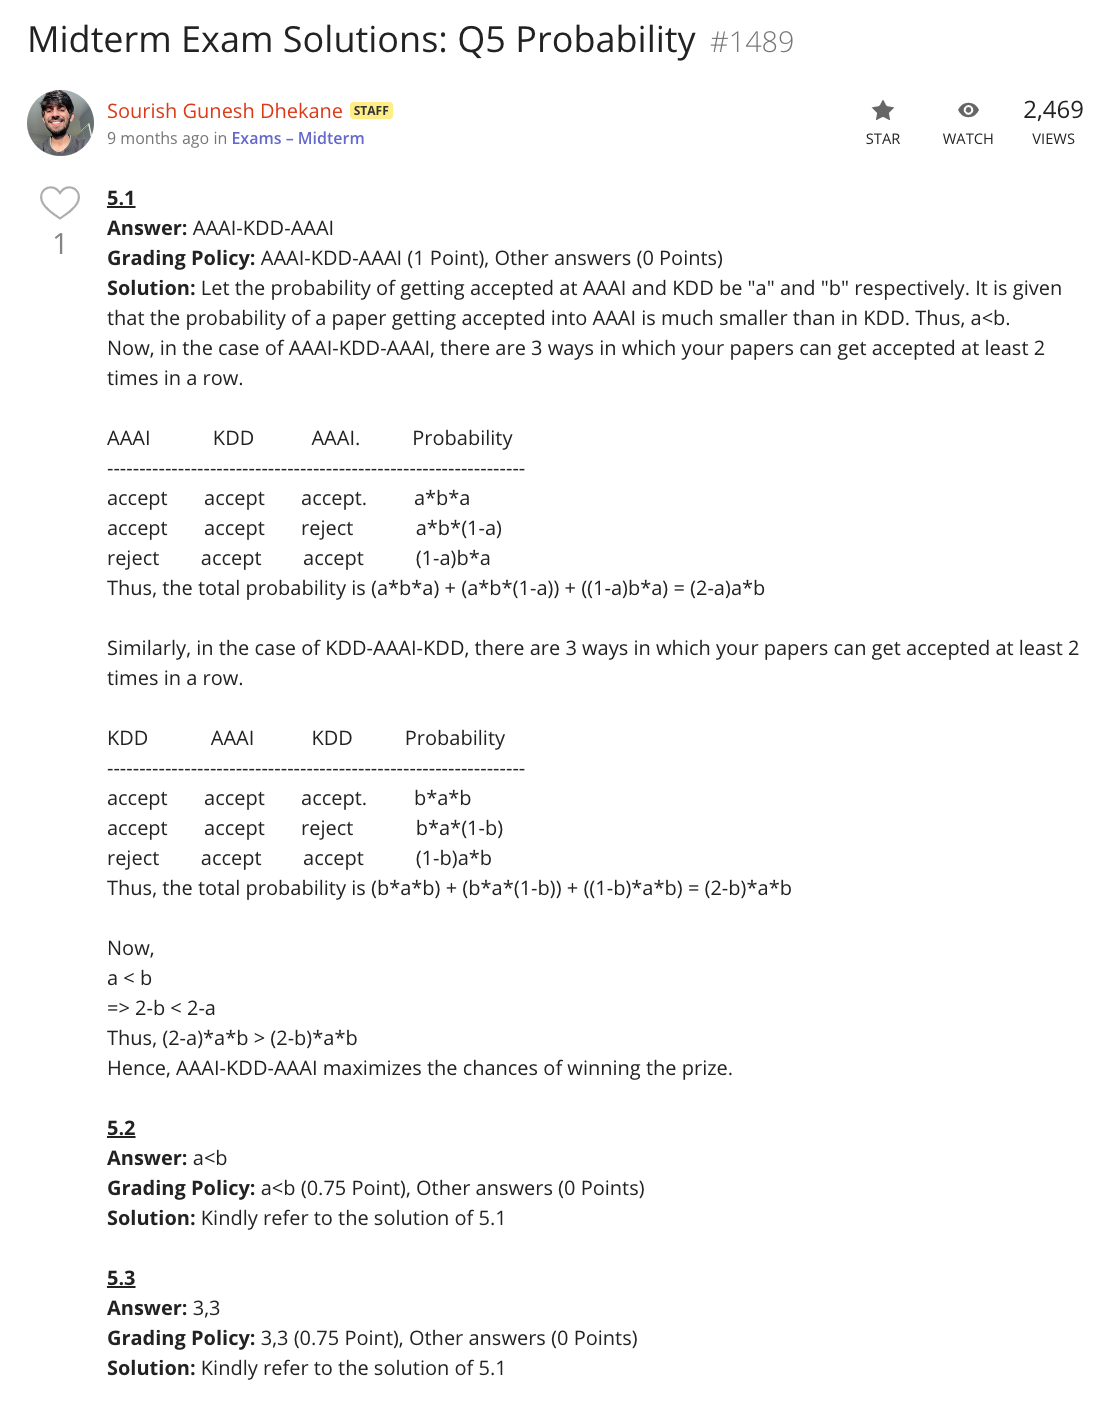 Midterm Exam Solutions: Q5 Probability #1489
Sourish Gunesh Dhekane STAFF
9 months ago in Exams – Midterm
STAR
WATCH
2,469
VIEWS
1
5.1
Answer: AAAI-KDD-AAAI
Grading Policy: AAAI-KDD-AAAI (1 Point), Other answers (0 Points)
Solution: Let the probability of getting accepted at AAAI and KDD be "a" and "b" respectively. It is given
that the probability of a paper getting accepted into AAAI is much smaller than in KDD. Thus, a<b.
Now, in the case of AAAI-KDD-AAAI, there are 3 ways in which your papers can get accepted at least 2
times in a row.
AAAI KDD AAAI. Probability
-----------------------------------------------------------------
accept accept accept. a*b*a
accept accept reject a*b*(1-a)
reject accept accept (1-a)b*a
Thus, the total probability is (a*b*a) + (a*b*(1-a)) + ((1-a)b*a) = (2-a)a*b
Similarly, in the case of KDD-AAAI-KDD, there are 3 ways in which your papers can get accepted at least 2
times in a row.
KDD AAAI KDD Probability
-----------------------------------------------------------------
accept accept accept. b*a*b
accept accept reject b*a*(1-b)
reject accept accept (1-b)a*b
Thus, the total probability is (b*a*b) + (b*a*(1-b)) + ((1-b)*a*b) = (2-b)*a*b
Now,
a < b
=> 2-b < 2-a
Thus, (2-a)*a*b > (2-b)*a*b
Hence, AAAI-KDD-AAAI maximizes the chances of winning the prize.
5.2
Answer: a<b
Grading Policy: a<b (0.75 Point), Other answers (0 Points)
Solution: Kindly refer to the solution of 5.1
5.3
Answer: 3,3
Grading Policy: 3,3 (0.75 Point), Other answers (0 Points)
Solution: Kindly refer to the solution of 5.1